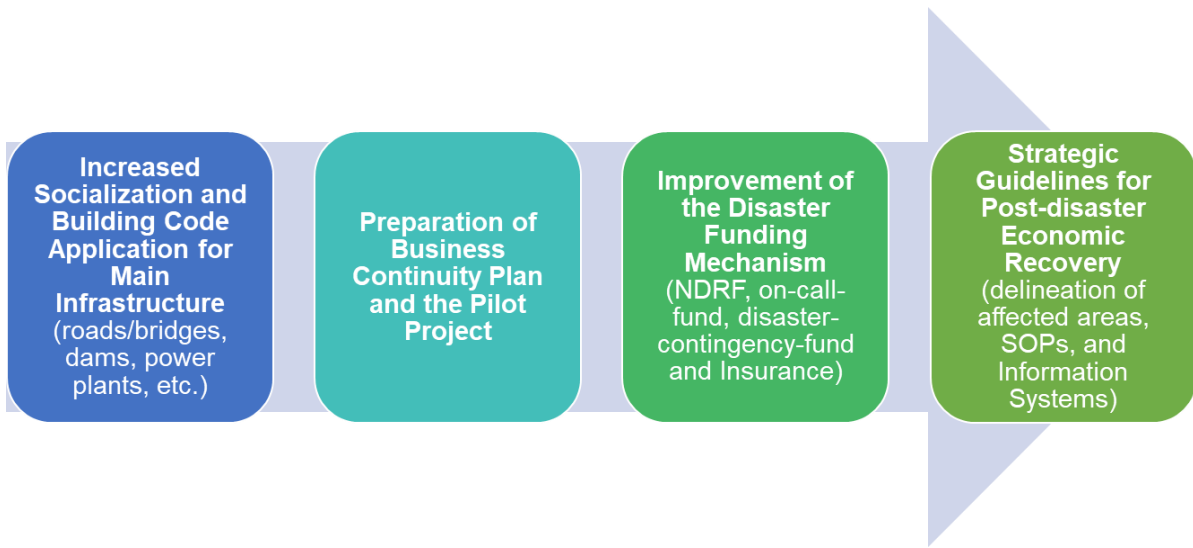 Increased
Socialization and
Building Code
Application for
Main
Infrastructure
(roads/bridges,
dams, power
plants, etc.)
Preparation of
Business
Continuity Plan
and the Pilot
Project
Improvement of
the Disaster
Funding
Mechanism
(NDRF, on-call-
fund, disaster-
contingency-fund
and Insurance)
Strategic
Guidelines for
Post-disaster
Economic
Recovery
(delineation of
affected areas,
SOPs, and
Information
Systems)